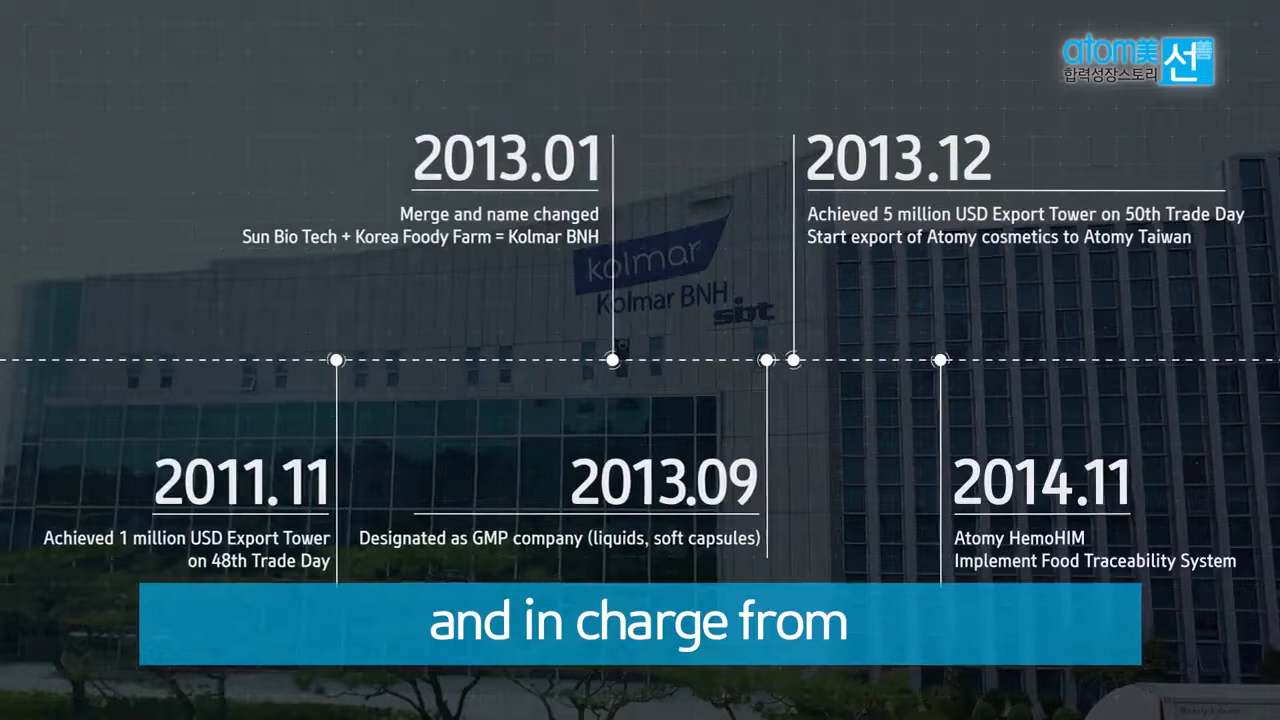 atom美 선 善
합력성장스토리
2013.01
Merge and name changed
Sun Bio Tech + Korea Foody Farm = Kolmar BNH
2013.12
Achieved 5 million USD Export Tower on 50th Trade Day
Start export of Atomy cosmetics to Atomy Taiwan
kolmar
Kolmar BNH
sbt
2011.11
Achieved 1 million USD Export Tower
on 48th Trade Day
2013.09
Designated as GMP company (liquids, soft capsules)
2014.11
Atomy HemoHIM
Implement Food Traceability System
and in charge from